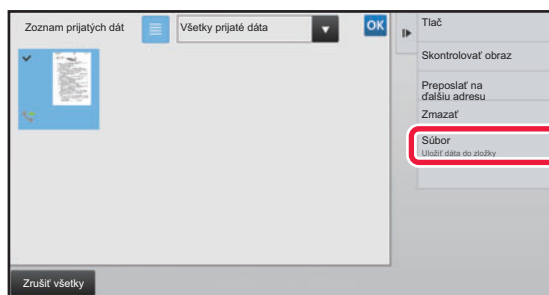 Zoznam prijatých dát
Všetky prijaté dáta
OK
Tlač
Skontrolovať obraz
Preposlať na
ďalšiu adresu
Zmazať
Súbor
Uložiť dáta do zložky
Zrušiť všetky